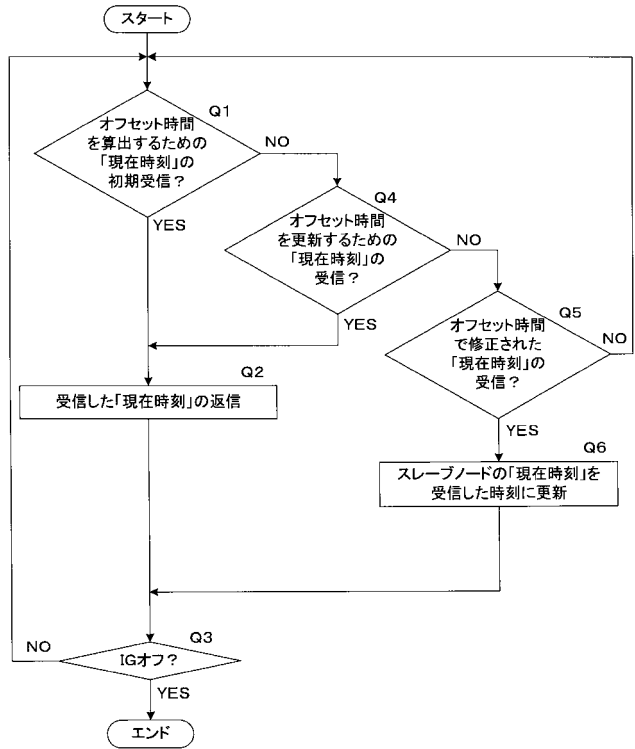 スタート
Q1
オフセット時間
を算出するための
「現在時刻」の
初期受信？
NO
YES
Q4
オフセット時間
を更新するための
「現在時刻」の
受信？
NO
YES
Q5
オフセット時間
で修正された
「現在時刻」の
受信？
NO
YES
Q2
受信した「現在時刻」の返信
Q6
スレーブノードの「現在時刻」を
受信した時刻に更新
Q3
IGオフ？
NO
YES
エンド